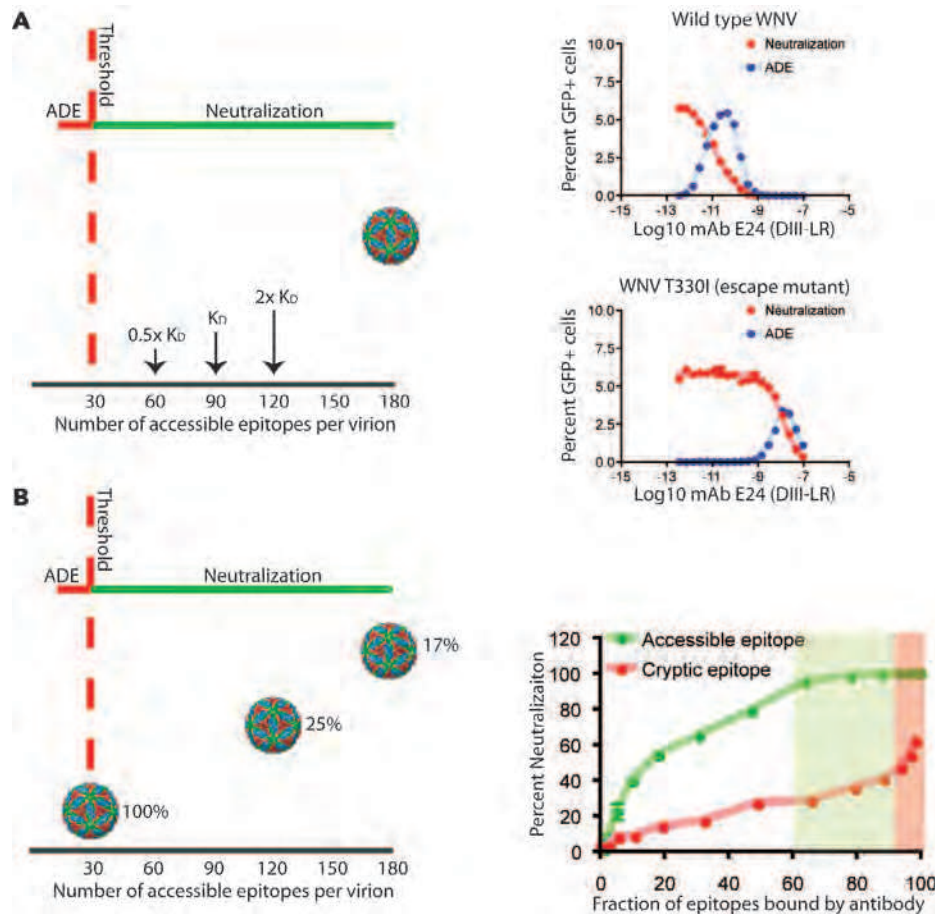 A
Threshold
ADE
Neutralization
0.5x KD
KD
2x KD
30 60 90 120 150 180
Number of accessible epitopes per virion
Wild type WNV
Percent GFP+ cells
10.0
7.5
5.0
2.5
0.0
Neutralization
ADE
-15 -13 -11 -9 -7 -5
Log10 mAb E24 (DIII-LR)
WNV T330I (escape mutant)
Percent GFP+ cells
10.0
7.5
5.0
2.5
0.0
Neutralization
ADE
-15 -13 -11 -9 -7 -5
Log10 mAb E24 (DIII-LR)
B
Threshold
ADE
Neutralization
17%
25%
100%
30 60 90 120 150 180
Number of accessible epitopes per virion
Percent Neutralizaiton
120
100
80
60
40
20
0
Accessible epitope
Cryptic epitope
0 20 40 60 80 100
Fraction of epitopes bound by antibody